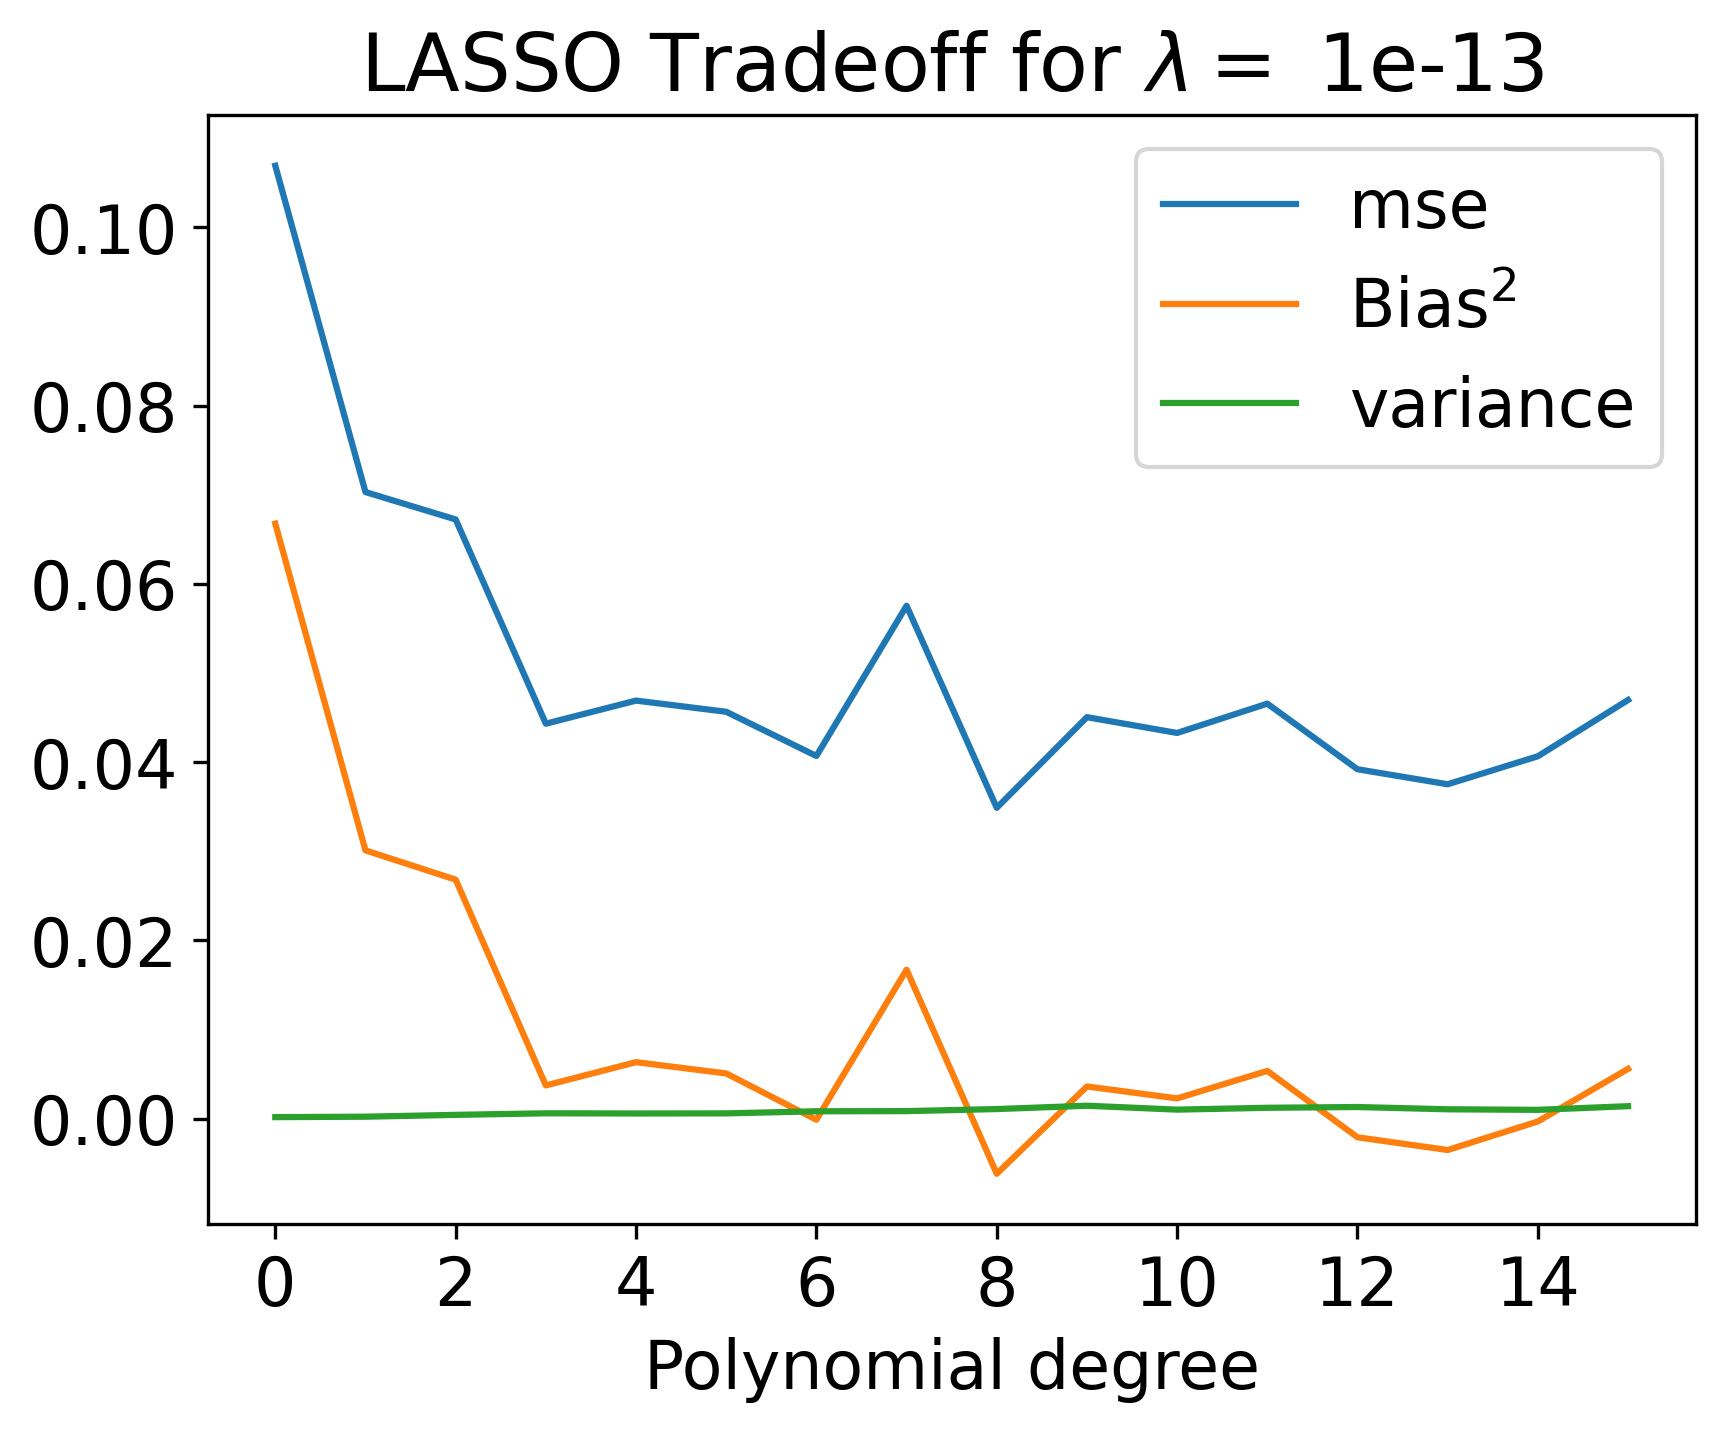 LASSO Tradeoff for λ = 1e-13
mse
Bias²
variance
0.10
0.08
0.06
0.04
0.02
0.00
0 2 4 6 8 10 12 14
Polynomial degree